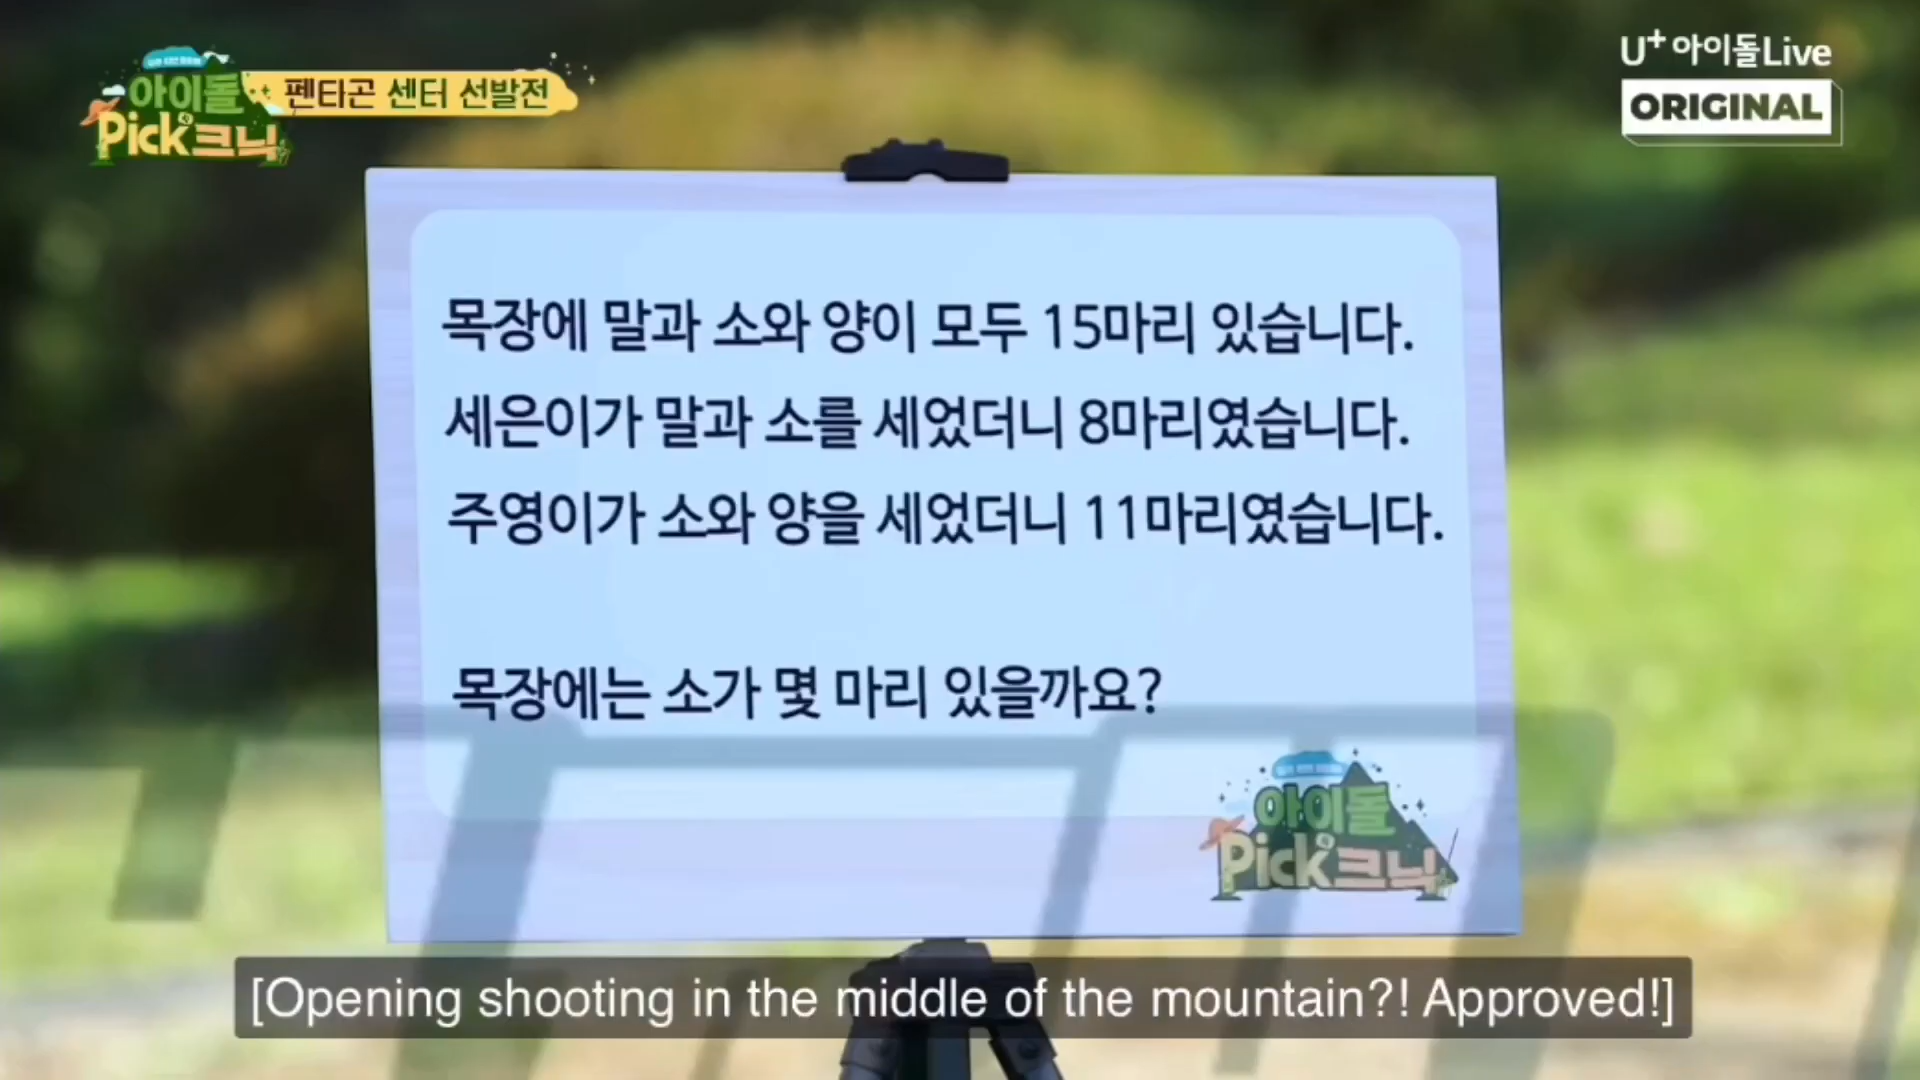 아이돌
Pick크닉
펜타곤 센터 선발전
U+아이돌Live
ORIGINAL
목장에 말과 소와 양이 모두 15마리 있습니다.
세은이가 말과 소를 세었더니 8마리였습니다.
주영이가 소와 양을 세었더니 11마리였습니다.
목장에는 소가 몇 마리 있을까요?
아이돌
Pick크닉
[Opening shooting in the middle of the mountain?! Approved!]